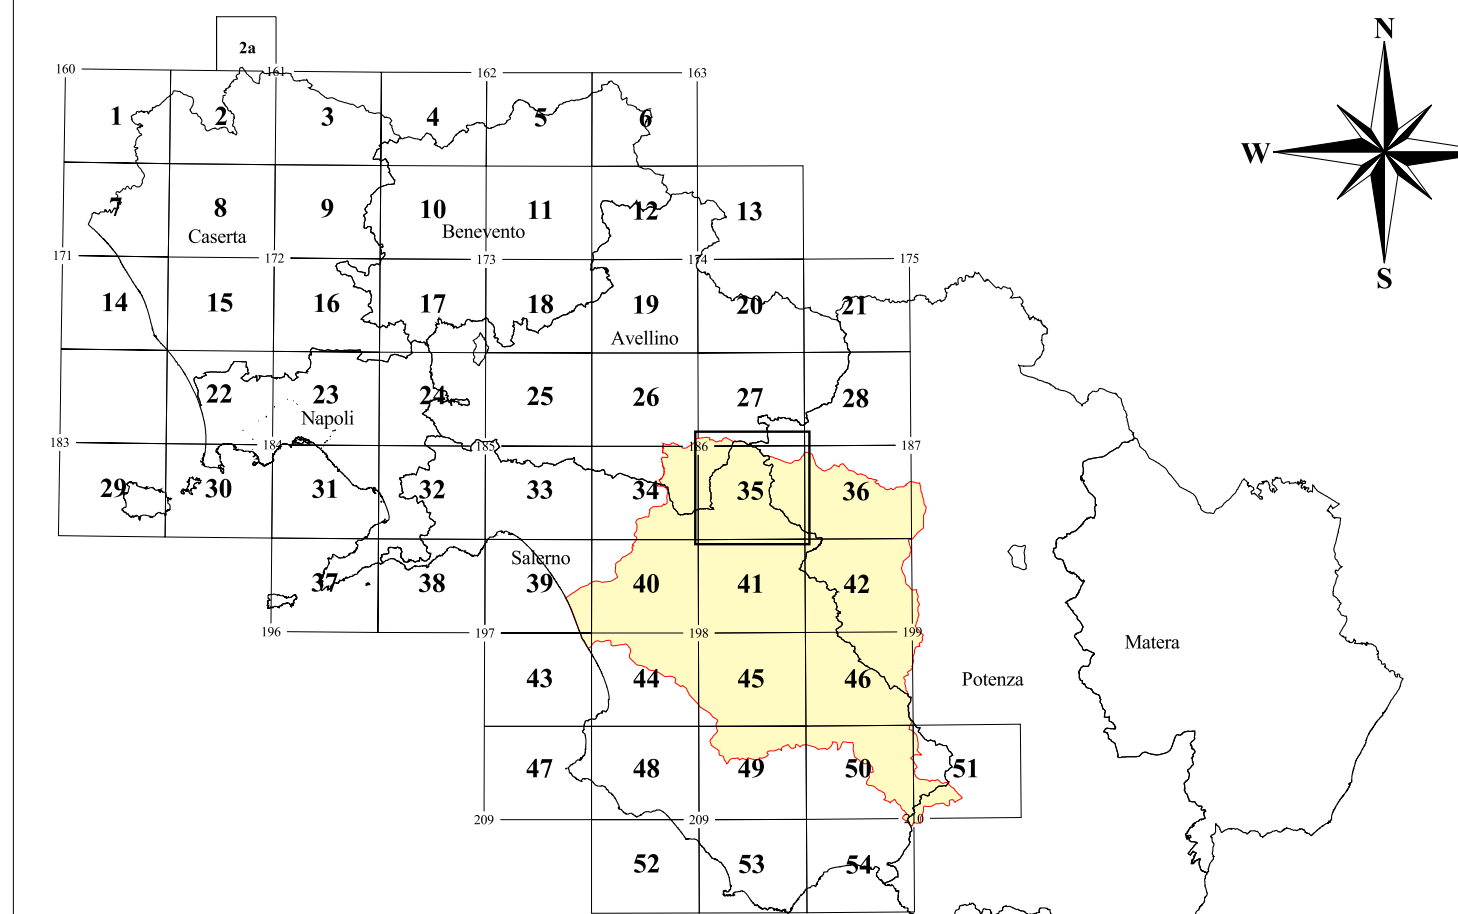 N
2a
160 161 162 163
1 2 3 4 5 6
W
7 8 9 10 11 12 13
Caserta Benevento
171 172 173 174 175
S
14 15 16 17 18 19 20 21
Avellino
22 23 24 25 26 27 28
Napoli
183 184 185 186 187
29 30 31 32 33 34 35 36
Salerno
37 38 39 40 41 42
196 197 198 199
Matera
43 44 45 46 Potenza
47 48 49 50 51
209 209 210
52 53 54